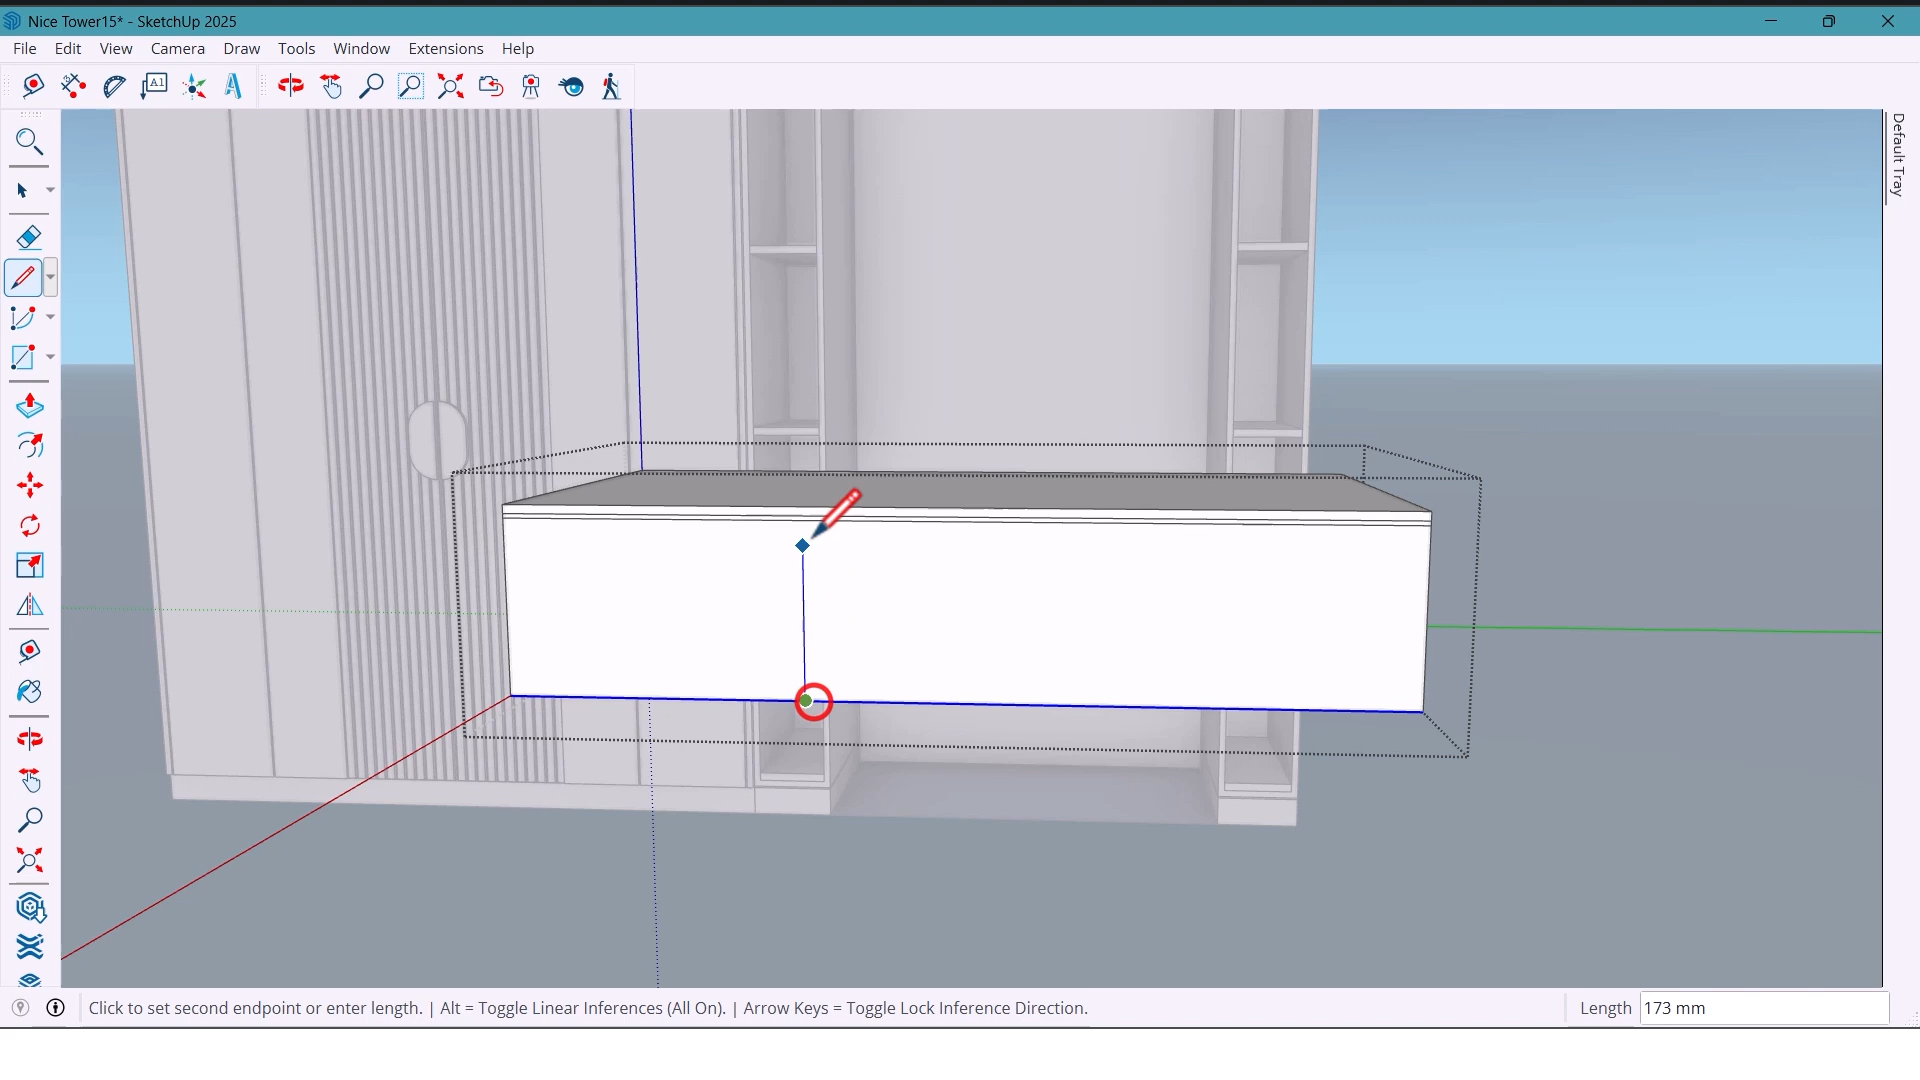 Nice Tower15* - SketchUp 2025
File Edit View Camera Draw Tools Window Extensions Help
A1
Default Tray
Click to set second endpoint or enter length. | Alt = Toggle Linear Inferences (All On). | Arrow Keys = Toggle Lock Inference Direction.
Length 173 mm